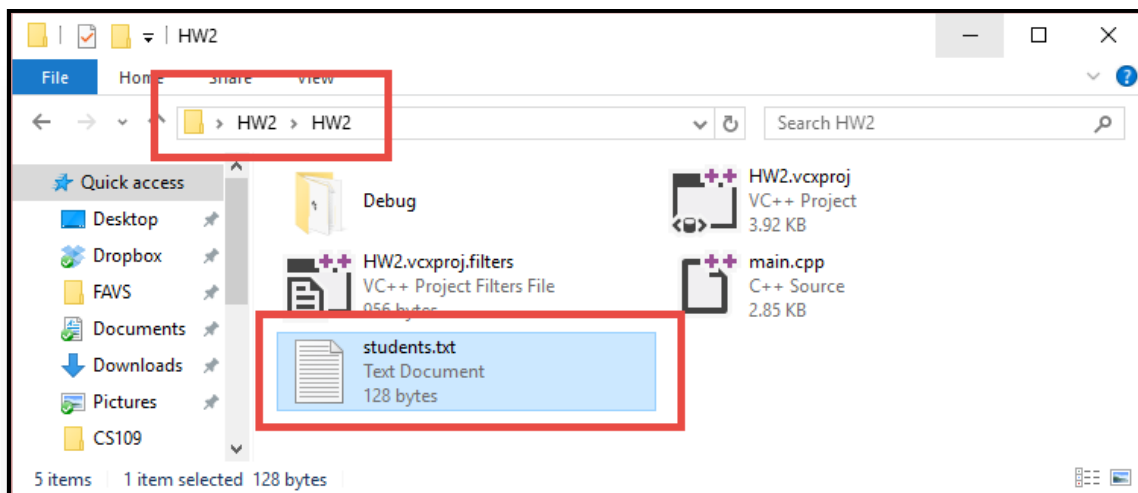 HW2
File Home Share View
HW2 > HW2 Search HW2
Quick access
Desktop
Dropbox
FAVS
Documents
Downloads
Pictures
CS109
Debug
HW2.vcxproj
VC++ Project
3.92 KB
HW2.vcxproj.filters
VC++ Project Filters File
956 bytes
main.cpp
C++ Source
2.85 KB
students.txt
Text Document
128 bytes
5 items 1 item selected 128 bytes